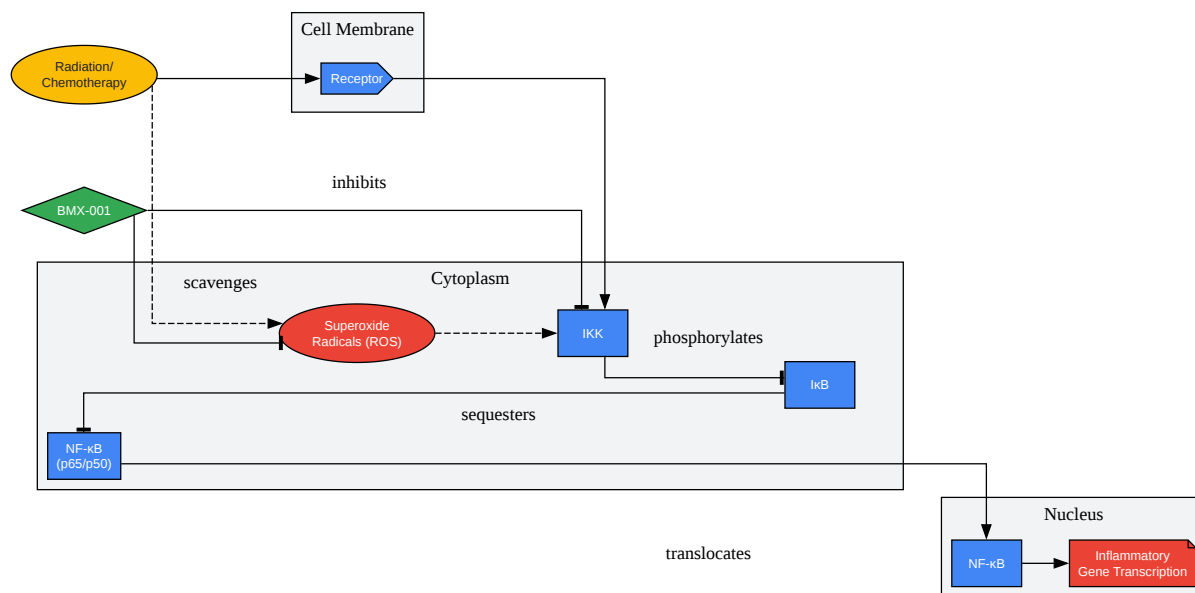 Cell Membrane
Radiation/
Chemotherapy
Receptor
inhibits
BMX-001
Cytoplasm
scavenges
Superoxide
Radicals (ROS)
IKK
phosphorylates
IκB
sequesters
NF-κB
(p65/p50)
Nucleus
translocates
NF-κB
Inflammatory
Gene Transcription